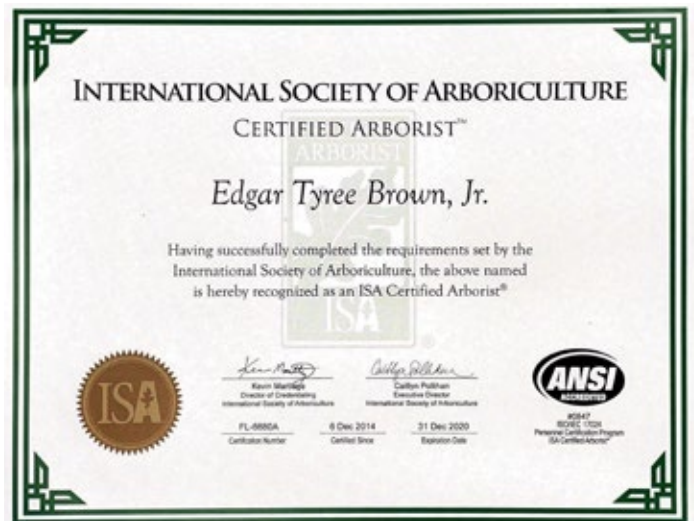 INTERNATIONAL SOCIETY OF ARBORICULTURE
CERTIFIED ARBORIST™
ARBORIST
Edgar Tyree Brown, Jr.
Having successfully completed the requirements set by the
International Society of Arboriculture, the above named
is hereby recognized as an ISA Certified Arborist®
ISA
®
ISA
Kevin
Director of Credentialing
International Society of Arboriculture
Caitlyn Pollihan
Executive Director
International Society of Arboriculture
Certification Number
6 Dec 2014
Certified Since
31 Dec 2020
Expiration Date
ANSI
ACCREDITED
#0847
ISO/IEC 17024
Personnel Certification Program
ISA Certified Arborist®